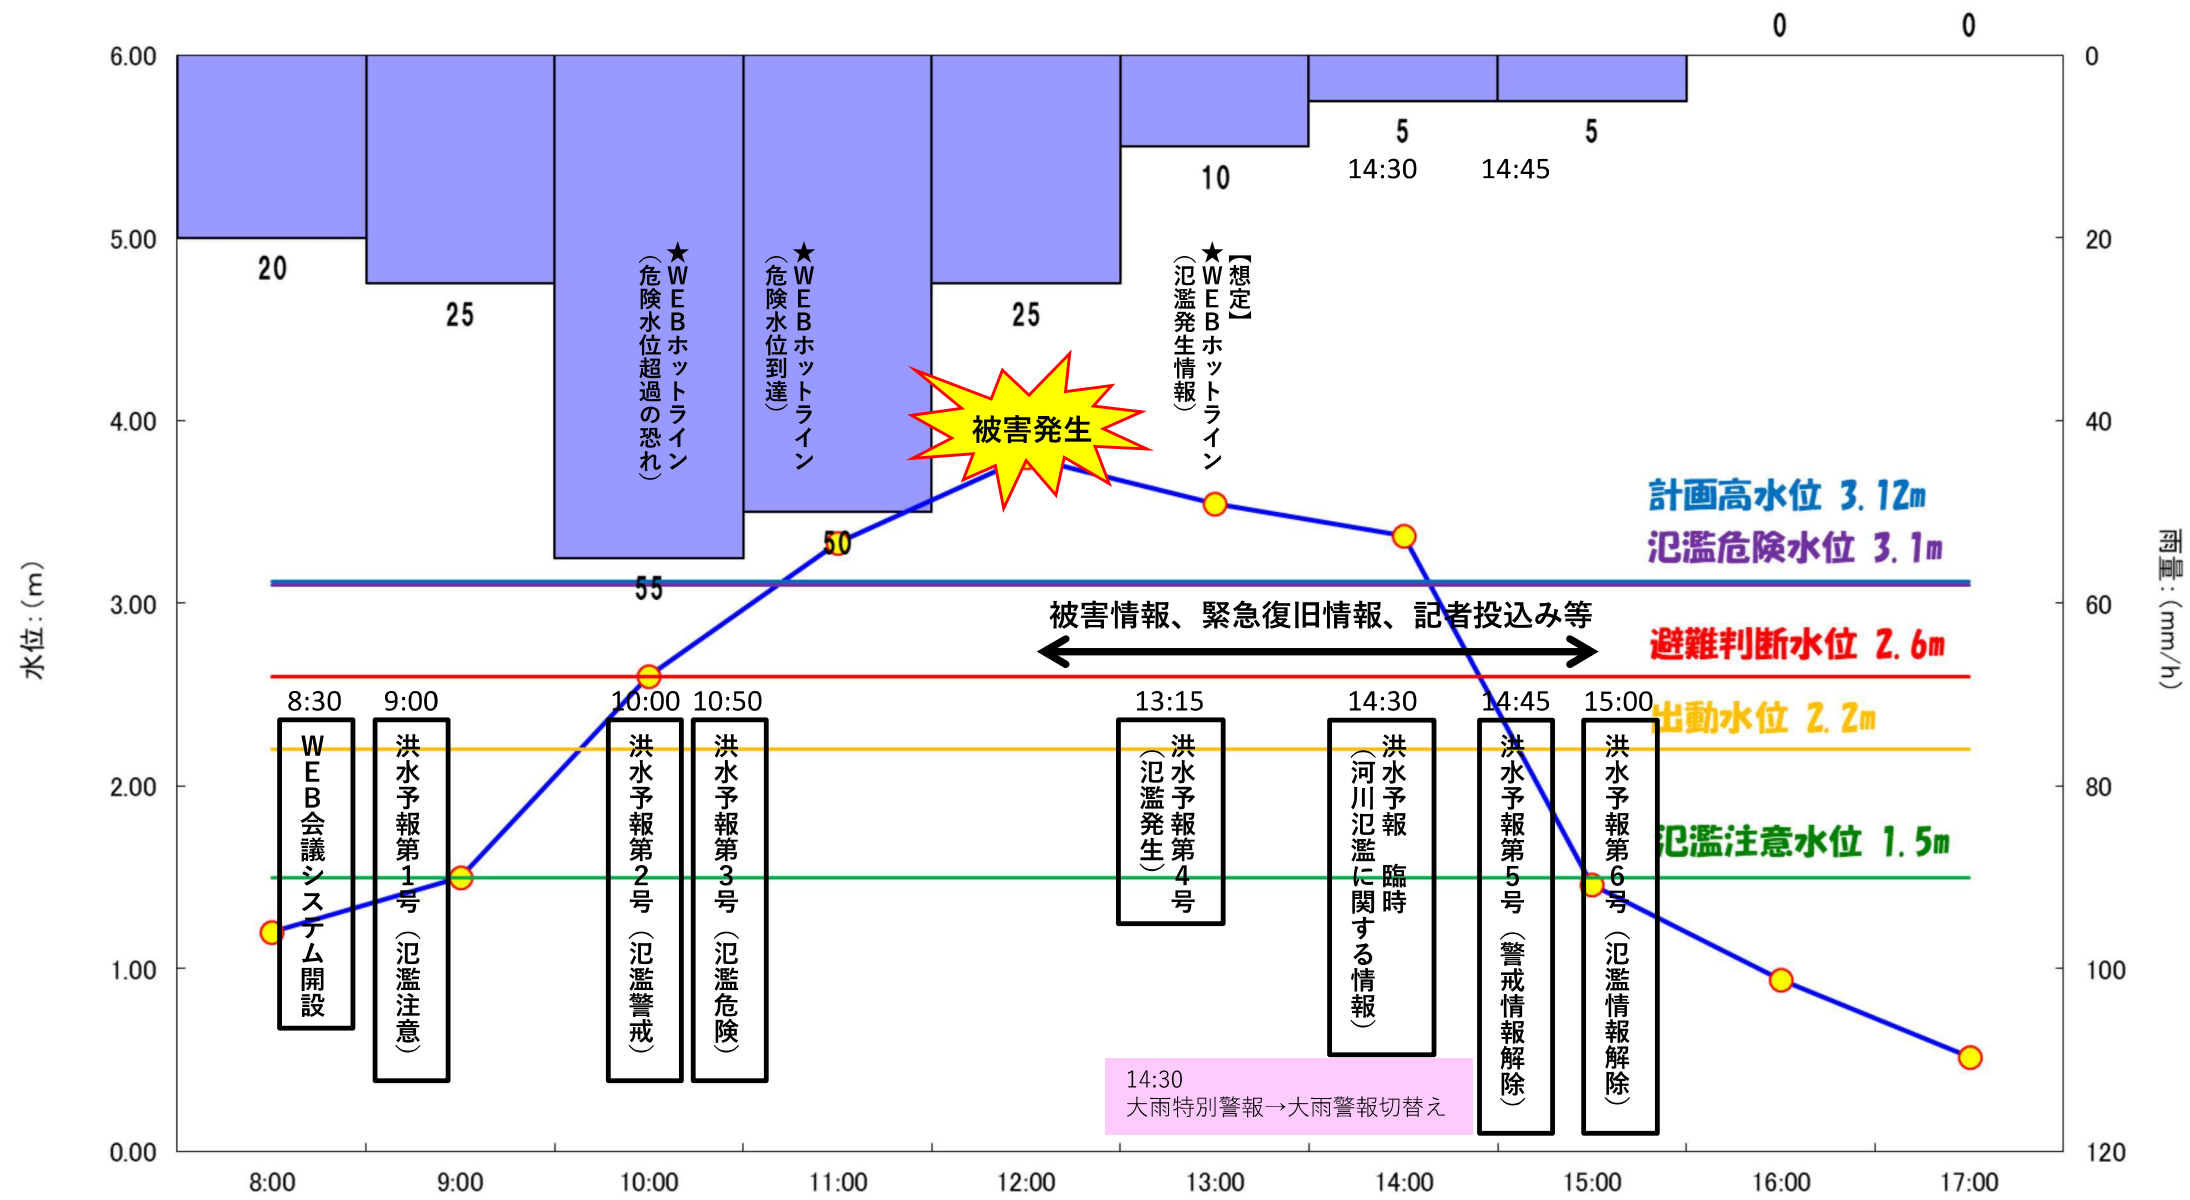 0
0
6.00
5.00
4.00
3.00
2.00
1.00
0.00
水位:(m)
0
20
40
60
80
100
120
雨量:(mm/h)
20
25
55
50
25
10
5
5
14:30
14:45
★WEBホットライン
(危険水位超過の恐れ)
★WEBホットライン
(危険水位到達)
【想定】
★WEBホットライン
(氾濫発生情報)
被害発生
計画高水位 3.12m
氾濫危険水位 3.1m
被害情報、緊急復旧情報、記者投込み等
避難判断水位 2.6m
出動水位 2.2m
氾濫注意水位 1.5m
8:30
WEB会議システム開設
9:00
洪水予報第1号(氾濫注意)
10:00
洪水予報第2号(氾濫警戒)
10:50
洪水予報第3号(氾濫危険)
13:15
洪水予報第4号
(氾濫発生)
14:30
洪水予報 臨時
(河川氾濫に関する情報)
14:45
洪水予報第5号(警戒情報解除)
15:00
洪水予報第6号(氾濫情報解除)
14:30
大雨特別警報→大雨警報切替え
8:00
9:00
10:00
11:00
12:00
13:00
14:00
15:00
16:00
17:00